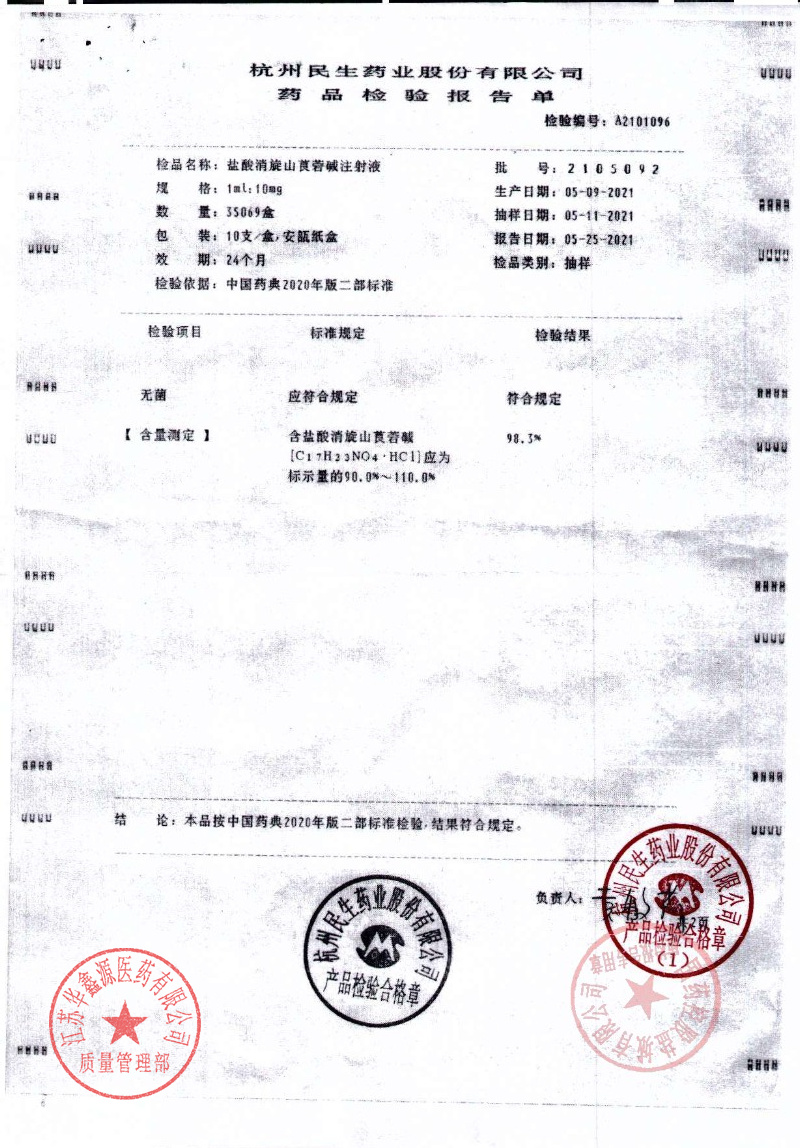 杭州民生药业股份有限公司
药品检验报告单
检验编号：A2101096
检品名称：盐酸消旋山莨菪碱注射液
批 号：2105092
规 格：1ml:10mg
生产日期：05-09-2021
数 量：35069盒
抽样日期：05-11-2021
包 装：10支/盒,安瓿纸盒
报告日期：05-25-2021
效 期：24个月
检品类别：抽样
检验依据：中国药典2020年版二部标准
检验项目 标准规定 检验结果
无菌 应符合规定 符合规定
【含量测定】 含盐酸消旋山莨菪碱 98.3%
[C17H23NO4·HCl]应为
标示量的90.0%～110.0%
结 论：本品按中国药典2020年版二部标准检验,结果符合规定。
负责人：
共2页
杭州民生药业股份有限公司
产品检验合格章
(1)
杭州民生药业股份有限公司
产品检验合格章
江苏华鑫源医药有限公司
质量管理部